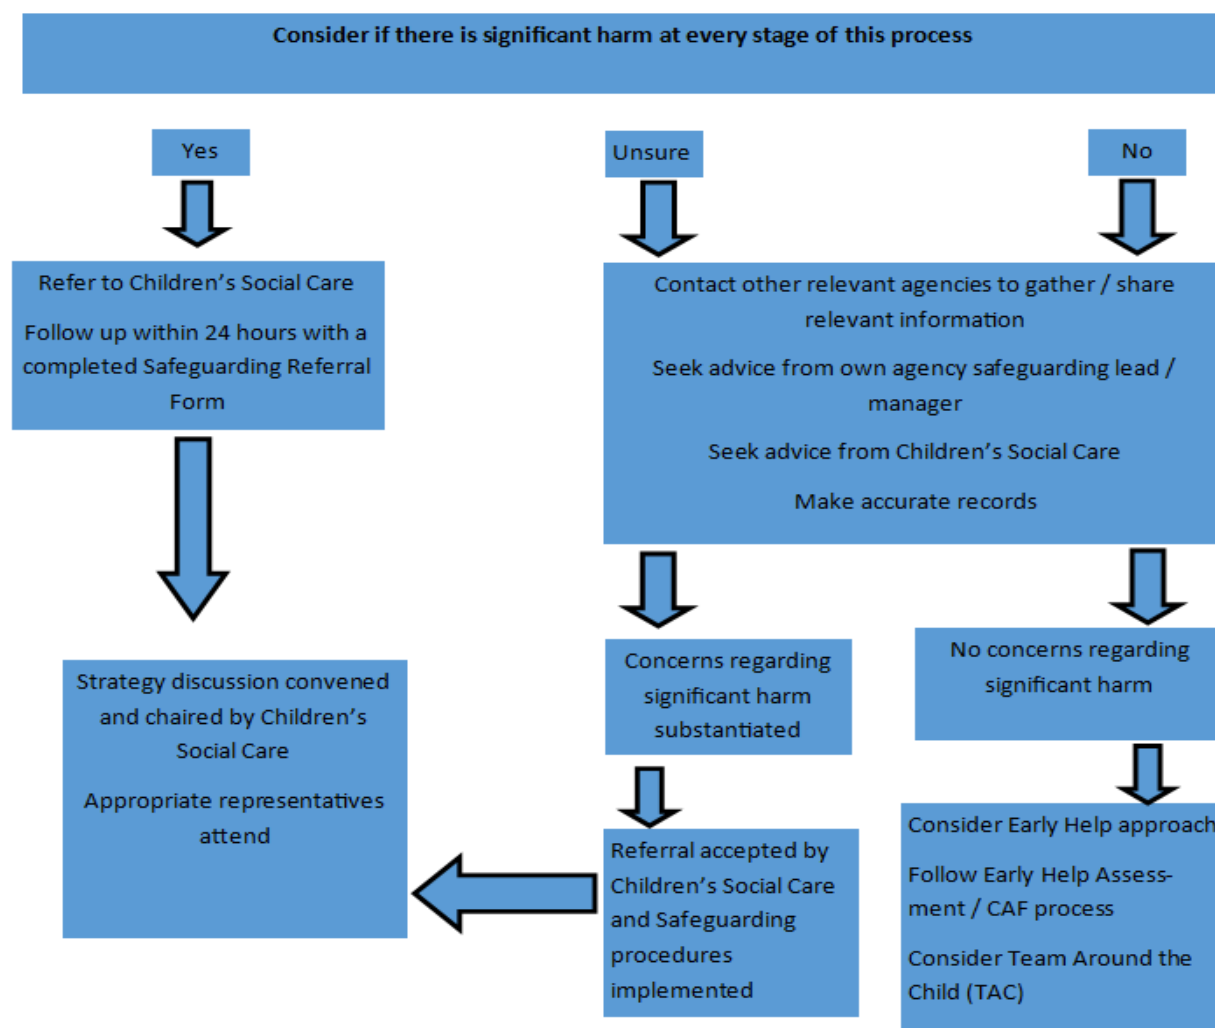 Consider if there is significant harm at every stage of this process
Yes
Unsure
No
Refer to Children's Social Care
Follow up within 24 hours with a
completed Safeguarding Referral
Form
Contact other relevant agencies to gather / share
relevant information
Seek advice from own agency safeguarding lead /
manager
Seek advice from Children's Social Care
Make accurate records
Strategy discussion convened
and chaired by Children's
Social Care
Appropriate representatives
attend
Concerns regarding
significant harm
substantiated
No concerns regarding
significant harm
Referral accepted by
Children's Social Care
and Safeguarding
procedures
implemented
Consider Early Help approach
Follow Early Help Assess-
ment / CAF process
Consider Team Around the
Child (TAC)